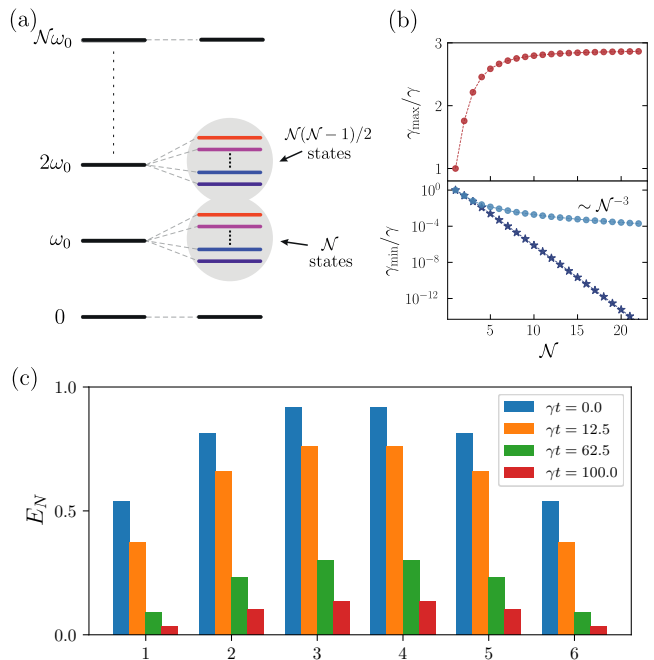 (a)
𝒩ω₀
2ω₀
ω₀
0
𝒩(𝒩 − 1)/2
states
𝒩
states
(b)
γmax/γ
3
2
1
γmin/γ
10⁰
10⁻⁴
10⁻⁸
10⁻¹²
∼ 𝒩⁻³
5 10 15 20
𝒩
(c)
E_N
1.0
0.5
0.0
γt = 0.0
γt = 12.5
γt = 62.5
γt = 100.0
1 2 3 4 5 6